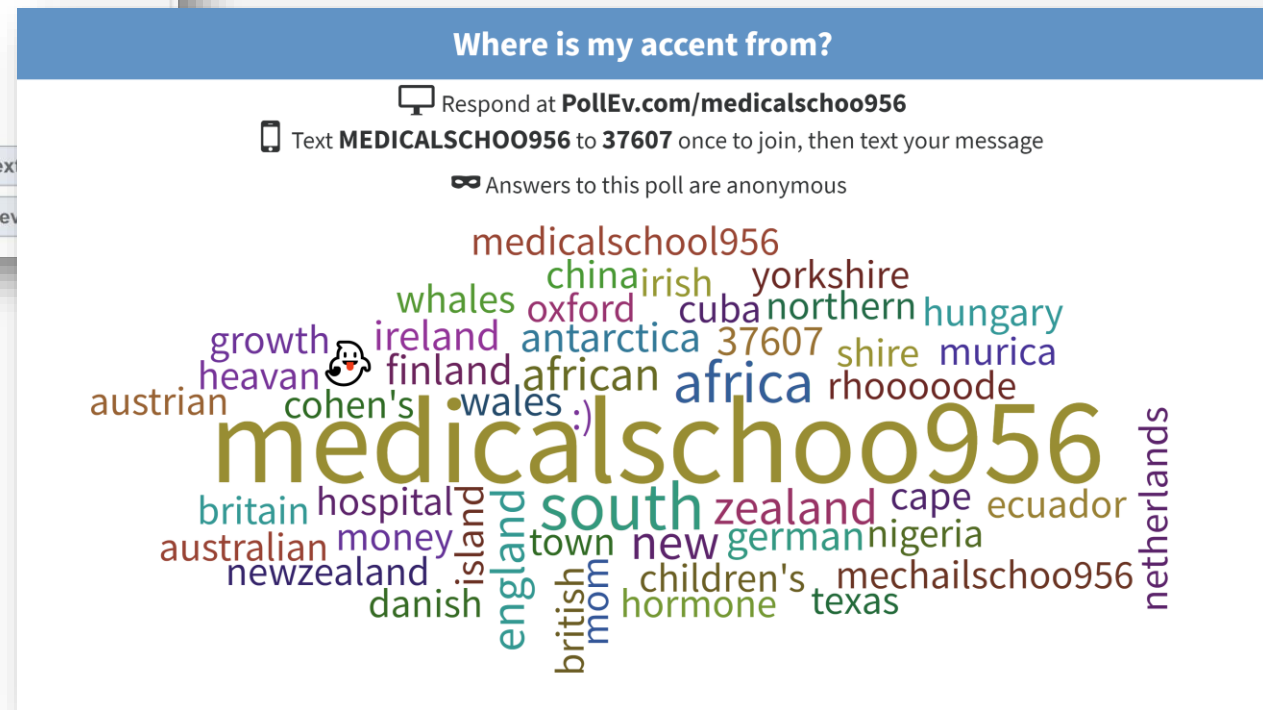 Where is my accent from?
Respond at PollEv.com/medicalschoo956
Text MEDICALSCHOO956 to 37607 once to join, then text your message
Answers to this poll are anonymous
medicalschool956
china irish yorkshire
whales oxford cuba northern hungary
growth ireland antarctica 37607 shire murica
heavan finland african africa rhooooode
austrian cohen's wales :)
medicalschoo956
netherlands
britain hospital island england south zealand cape ecuador
australian money town new german nigeria
newzealand british mom children's mechailschoo956
danish hormone texas